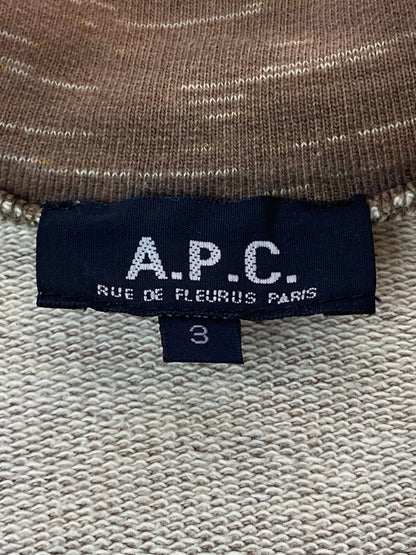 A.P.C.
RUE DE FLEURUS PARIS
3